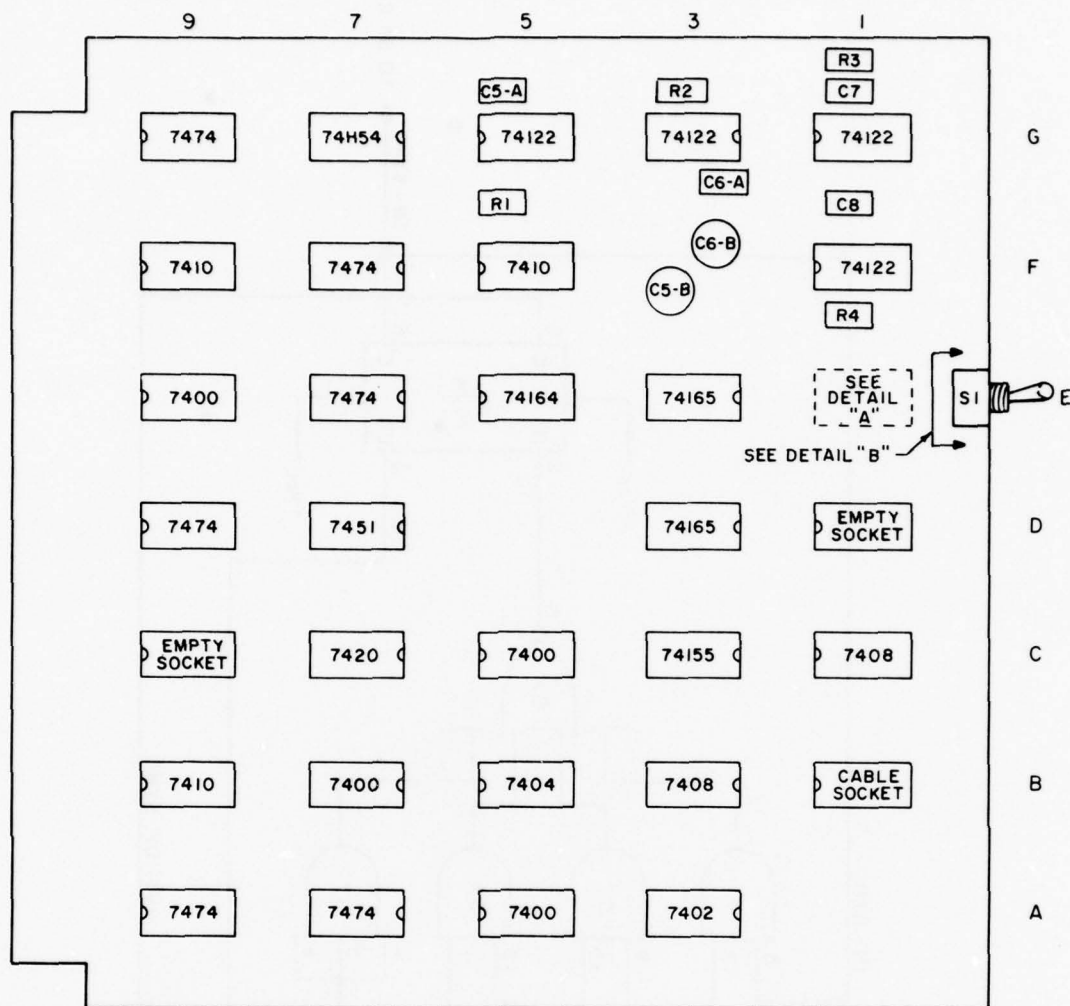 9 7 5 3 1
R3
C5-A R2 C7
7474 74H54 74122 74122 74122 G
C6-A
R1 C8
C6-B
7410 7474 7410 74122 F
C5-B
R4
7400 7474 74164 74165 SEE DETAIL "A" S1 E
SEE DETAIL "B"
7474 7451 74165 EMPTY SOCKET D
EMPTY SOCKET 7420 7400 74155 7408 C
7410 7400 7404 7408 CABLE SOCKET B
7474 7474 7400 7402 A